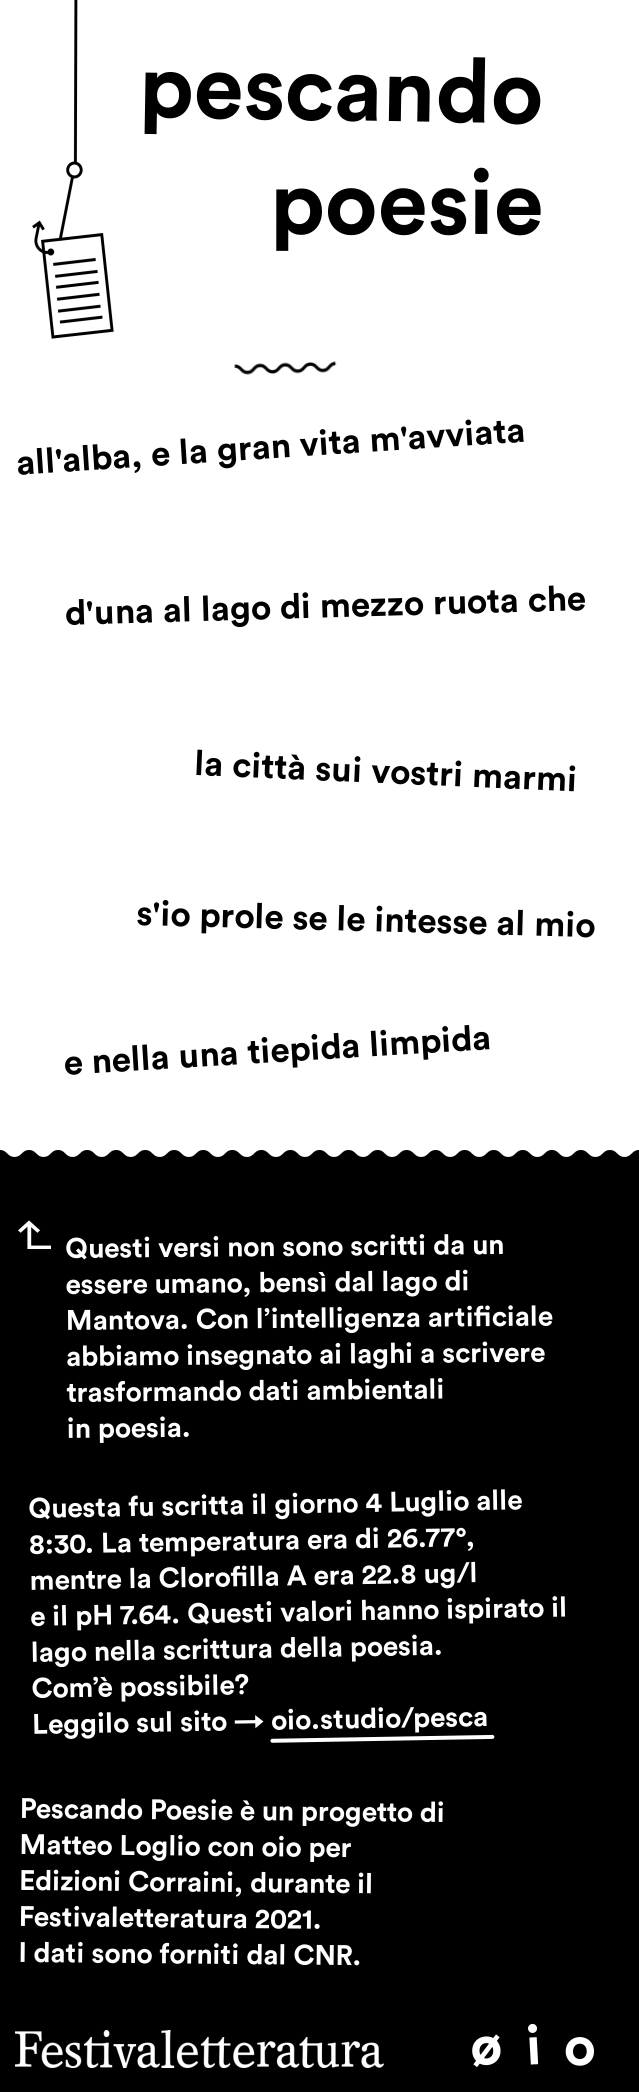 pescando
poesie
all'alba, e la gran vita m'avviata
d'una al lago di mezzo ruota che
la città sui vostri marmi
s'io prole se le intesse al mio
e nella una tiepida limpida
Questi versi non sono scritti da un
essere umano, bensì dal lago di
Mantova. Con l’intelligenza artificiale
abbiamo insegnato ai laghi a scrivere
trasformando dati ambientali
in poesia.
Questa fu scritta il giorno 4 Luglio alle
8:30. La temperatura era di 26.77°,
mentre la Clorofilla A era 22.8 ug/l
e il pH 7.64. Questi valori hanno ispirato il
lago nella scrittura della poesia.
Com’è possibile?
Leggilo sul sito → oio.studio/pesca
Pescando Poesie è un progetto di
Matteo Loglio con oio per
Edizioni Corraini, durante il
Festivaletteratura 2021.
I dati sono forniti dal CNR.
Festivaletteratura ø i o